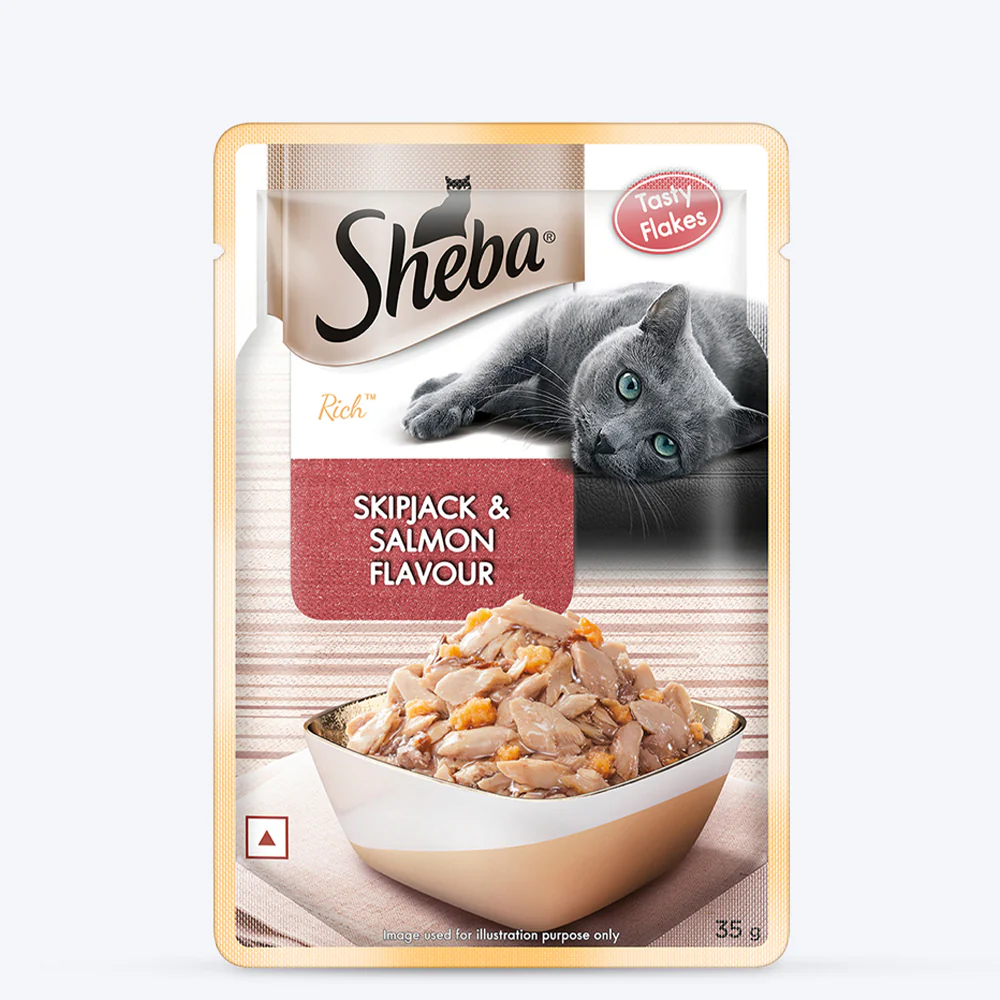 Sheba®
Tasty
Flakes
Rich™
SKIPJACK &
SALMON
FLAVOUR
Image used for illustration purpose only
35 g